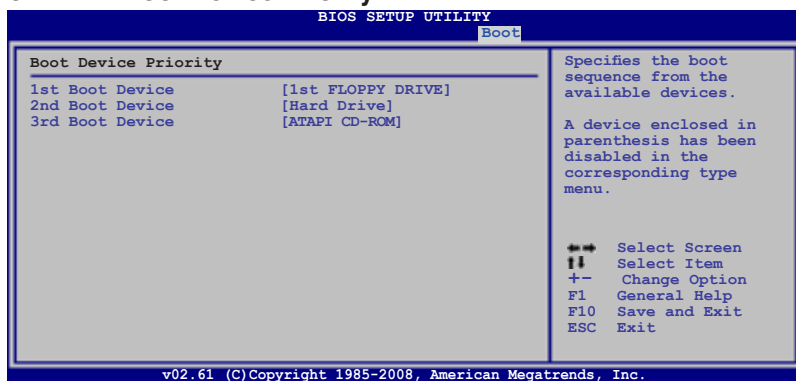 BIOS SETUP UTILITY
Boot
Boot Device Priority
1st Boot Device [1st FLOPPY DRIVE]
2nd Boot Device [Hard Drive]
3rd Boot Device [ATAPI CD-ROM]
Specifies the boot
sequence from the
available devices.
A device enclosed in
parenthesis has been
disabled in the
corresponding type
menu.
←→ Select Screen
↑↓ Select Item
+- Change Option
F1 General Help
F10 Save and Exit
ESC Exit
v02.61 (C)Copyright 1985-2008, American Megatrends, Inc.